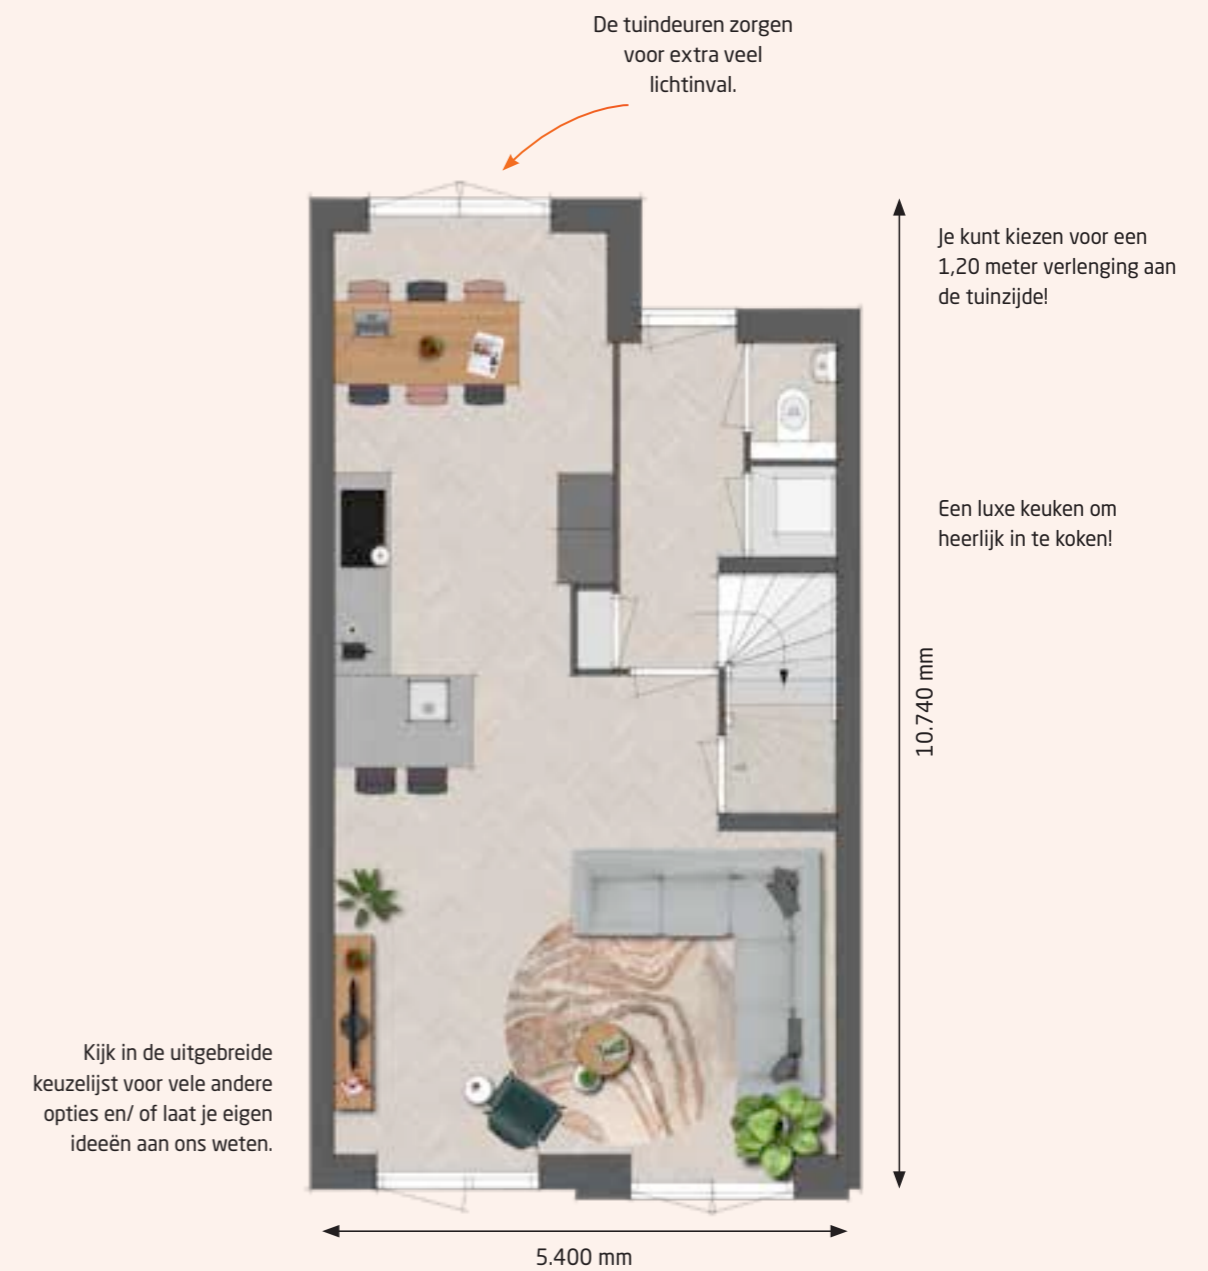 De tuindeuren zorgen
voor extra veel
lichtinval.
Je kunt kiezen voor een
1,20 meter verlenging aan
de tuinzijde!
Een luxe keuken om
heerlijk in te koken!
10.740 mm
Kijk in de uitgebreide
keuzelijst voor vele andere
opties en/ of laat je eigen
ideeën aan ons weten.
5.400 mm